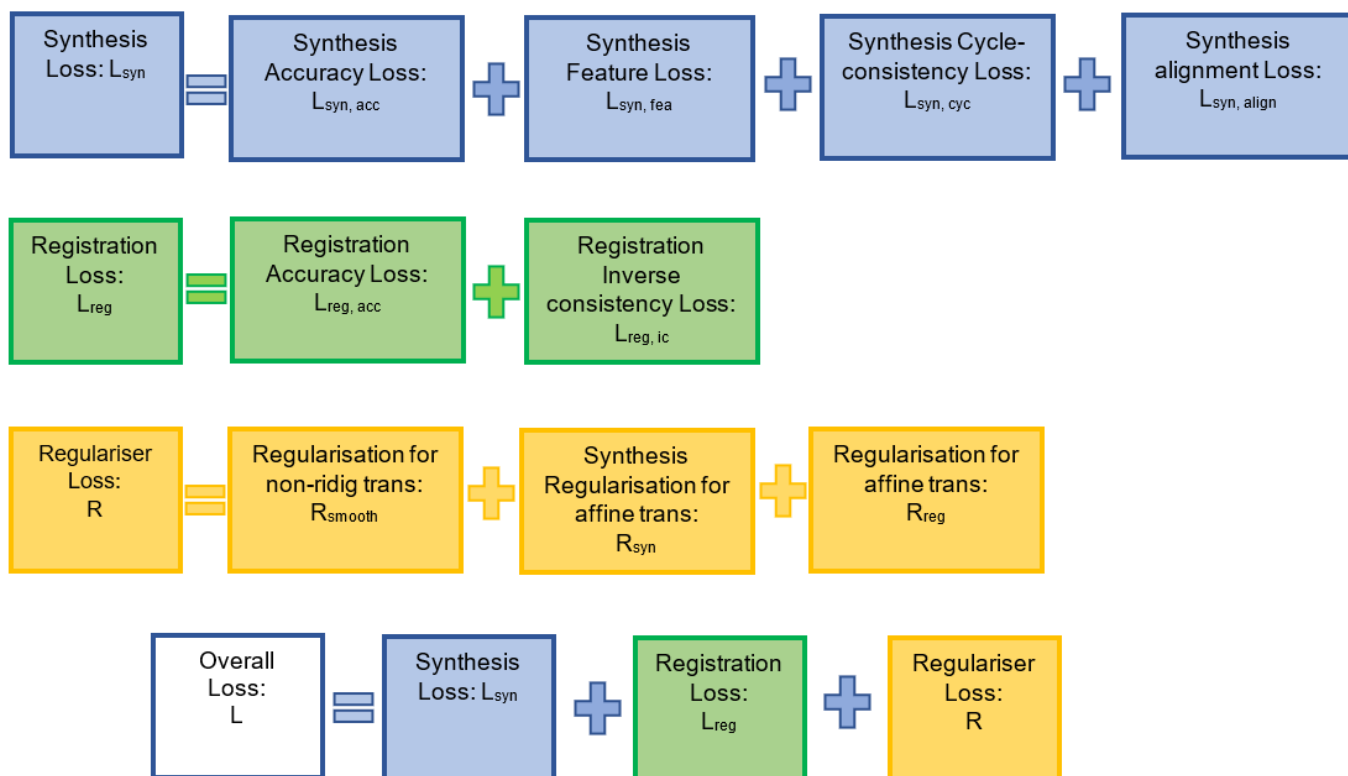 Synthesis
Loss: Lsyn
Synthesis
Accuracy Loss:
Lsyn, acc
Synthesis
Feature Loss:
Lsyn, fea
Synthesis Cycle-
consistency Loss:
Lsyn, cyc
Synthesis
alignment Loss:
Lsyn, align
Registration
Loss:
Lreg
Registration
Accuracy Loss:
Lreg, acc
Registration
Inverse
consistency Loss:
Lreg, ic
Regulariser
Loss:
R
Regularisation for
non-ridig trans:
Rsmooth
Synthesis
Regularisation for
affine trans:
Rsyn
Regularisation for
affine trans:
Rreg
Overall
Loss:
L
Synthesis
Loss: Lsyn
Registration
Loss:
Lreg
Regulariser
Loss:
R